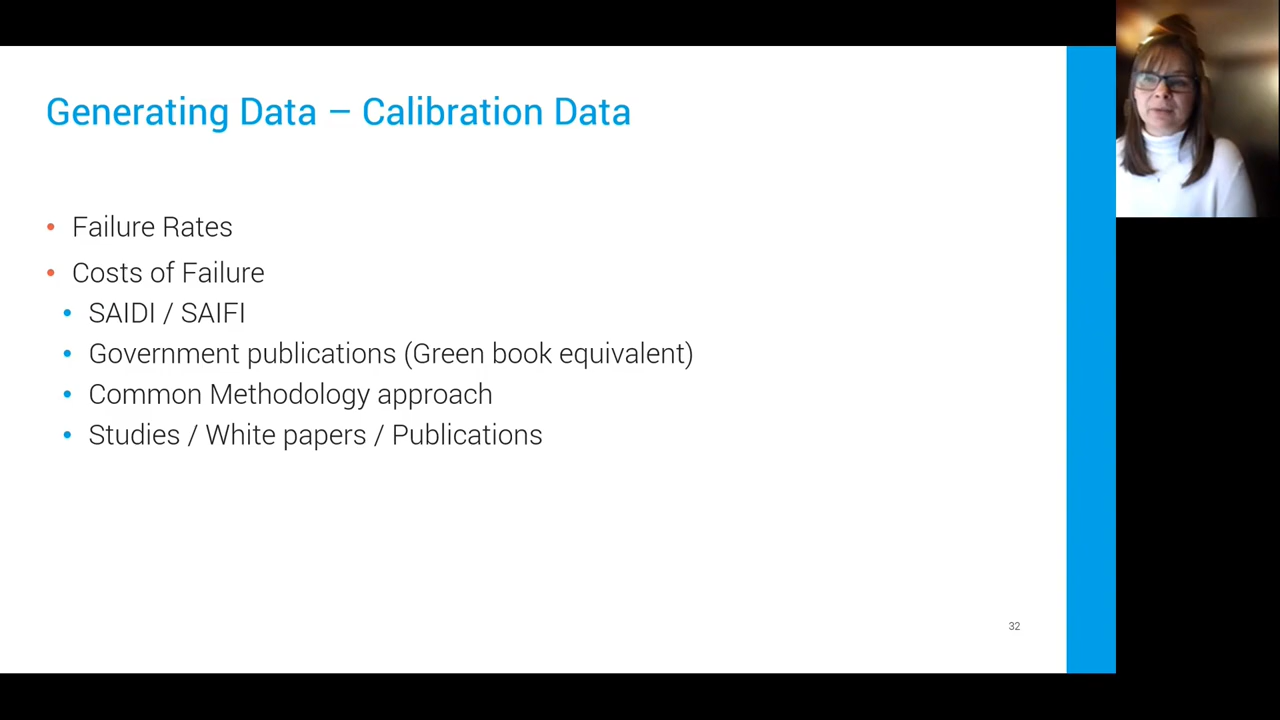 Generating Data – Calibration Data
• Failure Rates
• Costs of Failure
• SAIDI / SAIFI
• Government publications (Green book equivalent)
• Common Methodology approach
• Studies / White papers / Publications
32